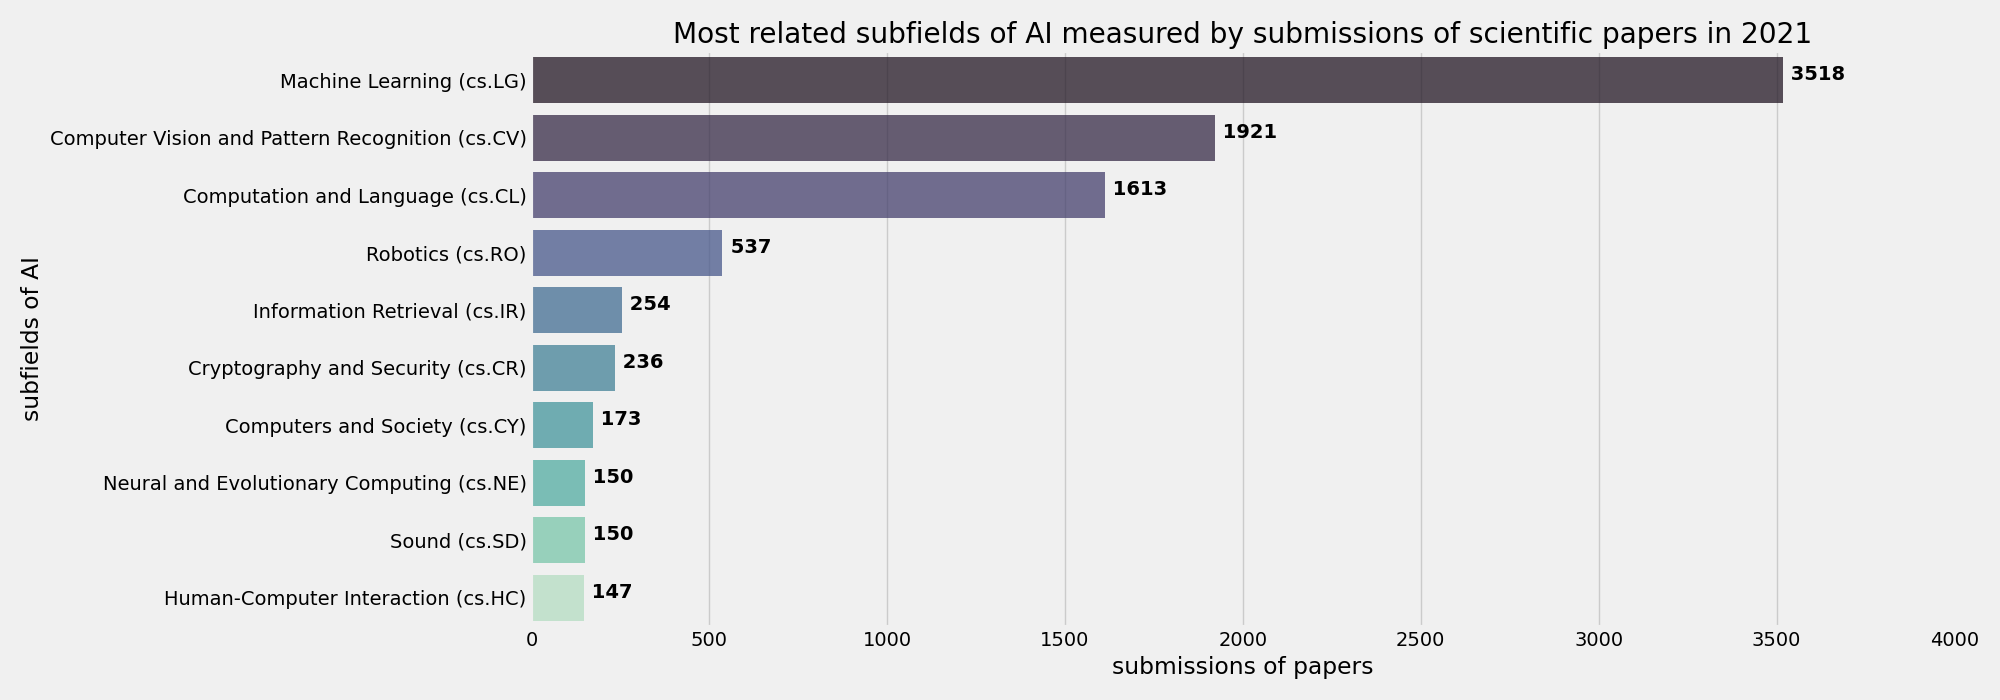 Most related subfields of AI measured by submissions of scientific papers in 2021
subfields of AI
Machine Learning (cs.LG) 3518
Computer Vision and Pattern Recognition (cs.CV) 1921
Computation and Language (cs.CL) 1613
Robotics (cs.RO) 537
Information Retrieval (cs.IR) 254
Cryptography and Security (cs.CR) 236
Computers and Society (cs.CY) 173
Neural and Evolutionary Computing (cs.NE) 150
Sound (cs.SD) 150
Human-Computer Interaction (cs.HC) 147
0 500 1000 1500 2000 2500 3000 3500 4000
submissions of papers